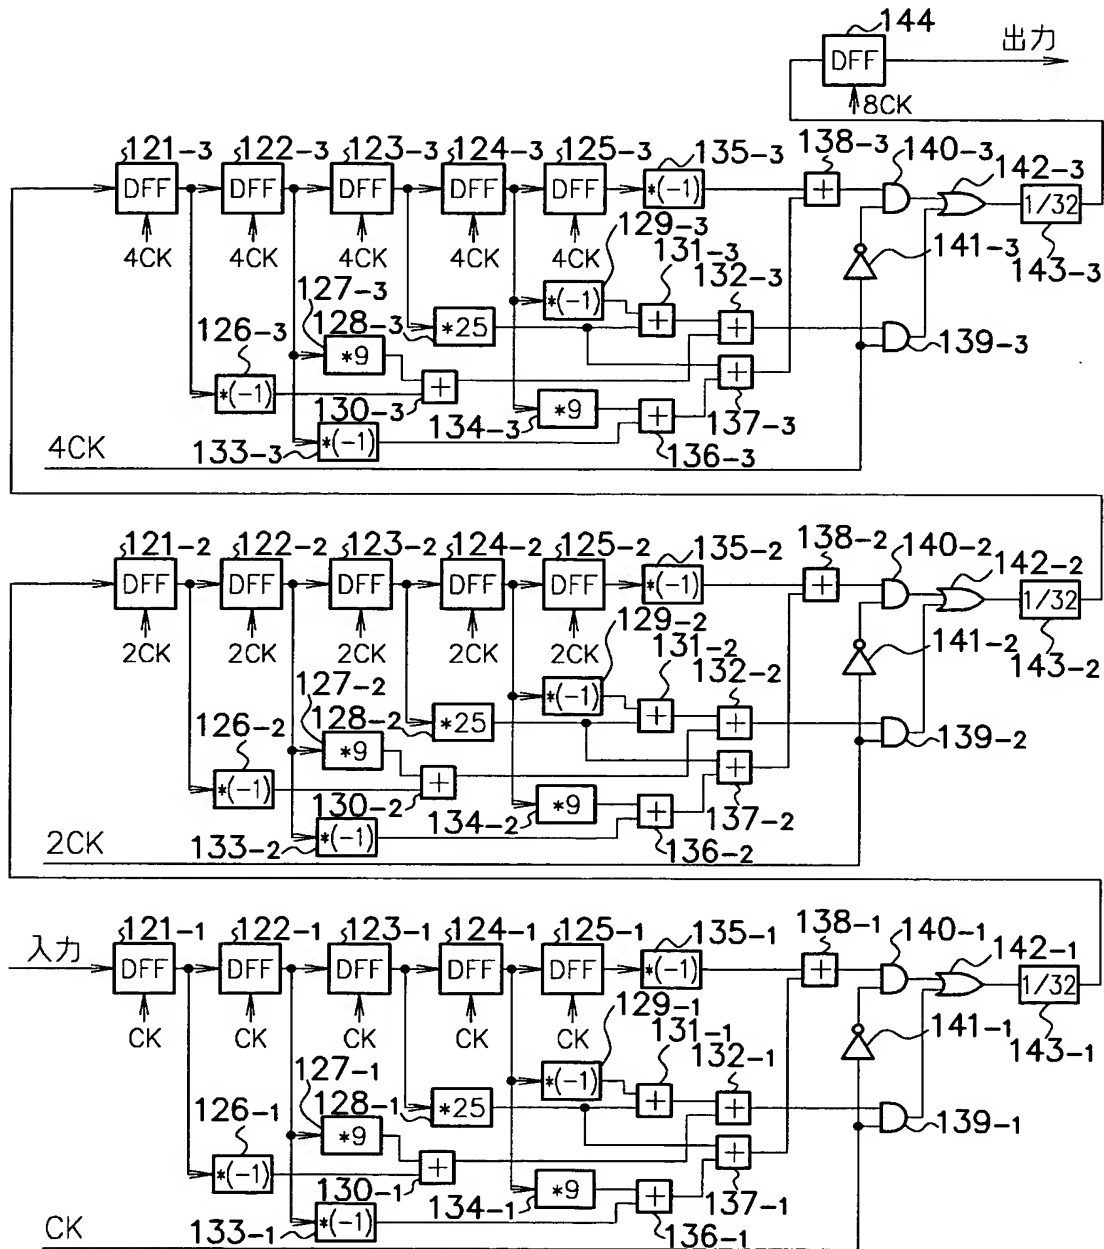 144
DFF
出力
8CK
121-3 122-3 123-3 124-3 125-3 135-3 138-3 140-3 142-3
DFF DFF DFF DFF DFF *(-1) + 1/32
4CK 4CK 4CK 4CK 4CK
129-3 131-3 132-3 141-3 143-3
127-3
128-3 *25 *(-1) + +
126-3 *9 139-3
*(-1) + +
130-3 134-3 *9 + 137-3
133-3 *(-1) 136-3
4CK
121-2 122-2 123-2 124-2 125-2 135-2 138-2 140-2 142-2
DFF DFF DFF DFF DFF *(-1) + 1/32
2CK 2CK 2CK 2CK 2CK
129-2 131-2 132-2 141-2 143-2
127-2
128-2 *25 *(-1) + +
126-2 *9 139-2
*(-1) + +
130-2 134-2 *9 + 137-2
133-2 *(-1) 136-2
2CK
121-1 122-1 123-1 124-1 125-1 135-1 138-1 140-1 142-1
入力 DFF DFF DFF DFF DFF *(-1) + 1/32
CK CK CK CK CK
129-1 131-1 132-1 141-1 143-1
127-1
128-1 *25 *(-1) + +
126-1 *9 139-1
*(-1) + +
130-1 134-1 *9 + 137-1
133-1 *(-1) 136-1
CK